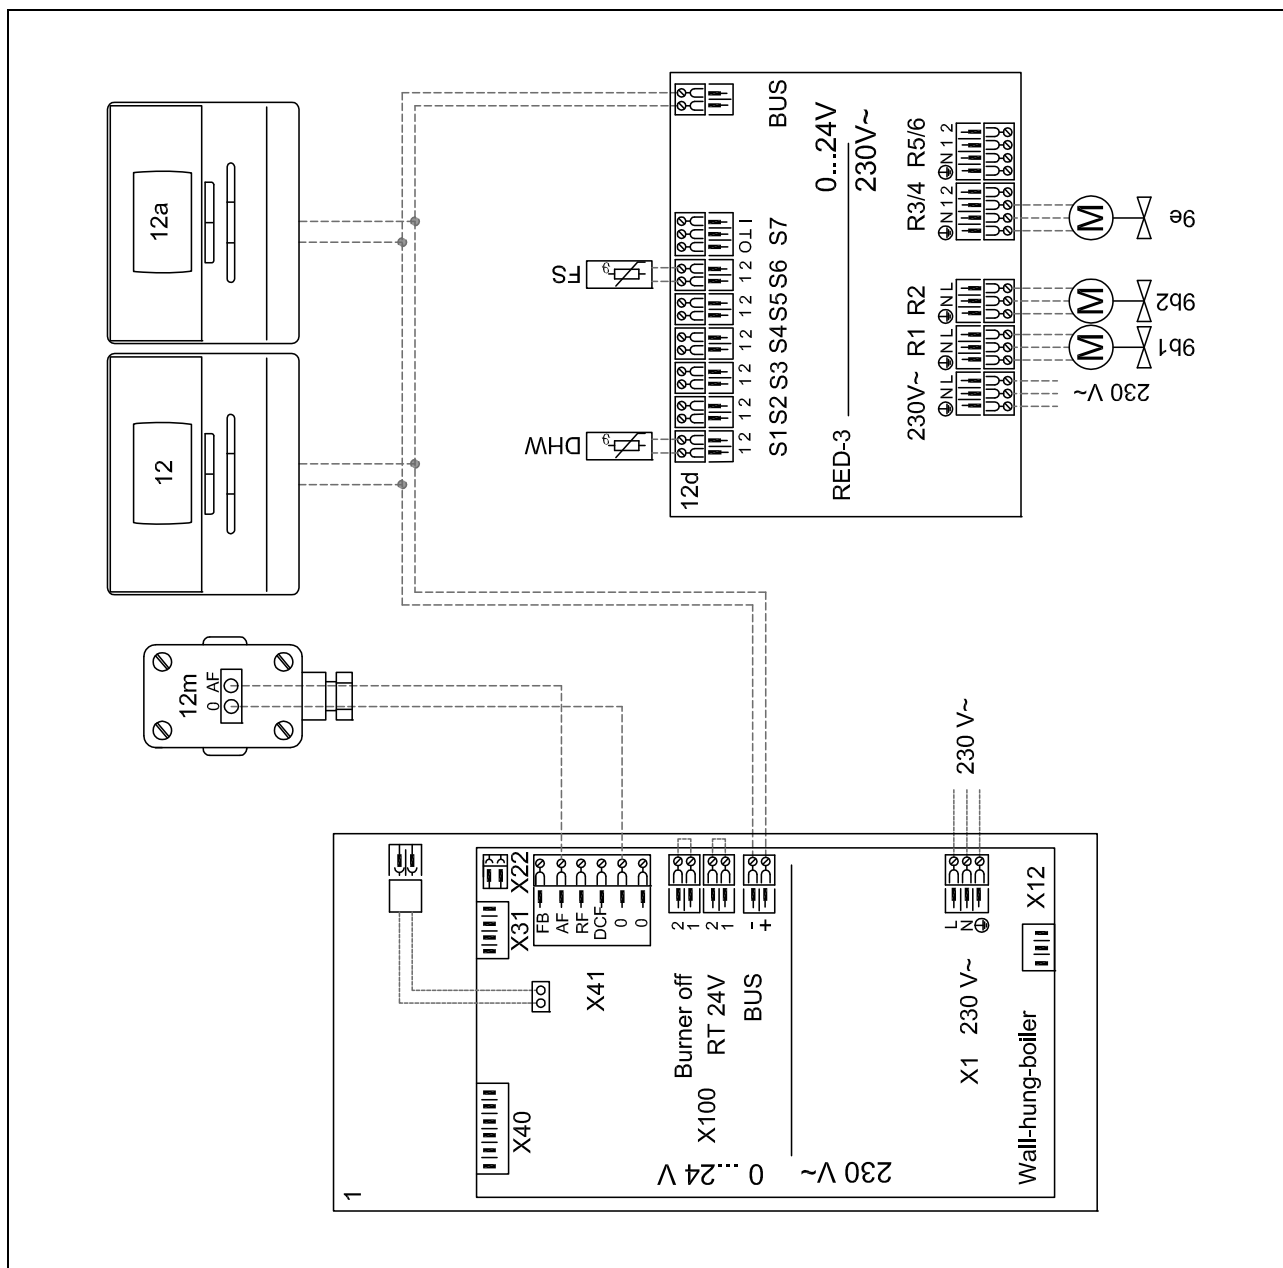 12a
12
12m
0 AF
BUS
0...24V
230V~
R5/6
N 1 2
R3/4
N 1 2
R2
N L
R1
N L
230V~
N L
RED-3
12d
S1 S2 S3 S4 S5 S6 S7
1 2
1 2
1 2
1 2
1 2
1 2
O T I
FS
DHW
9e
9b2
9b1
230 V~
1
X40
X31
X22
X41
FB
AF
RF
DCF
0
0
Burner off
2
1
RT 24V
2
1
BUS
-
+
X100
0 ....24 V
230 V~
X1 230 V~
L
N
230 V~
X12
Wall-hung-boiler